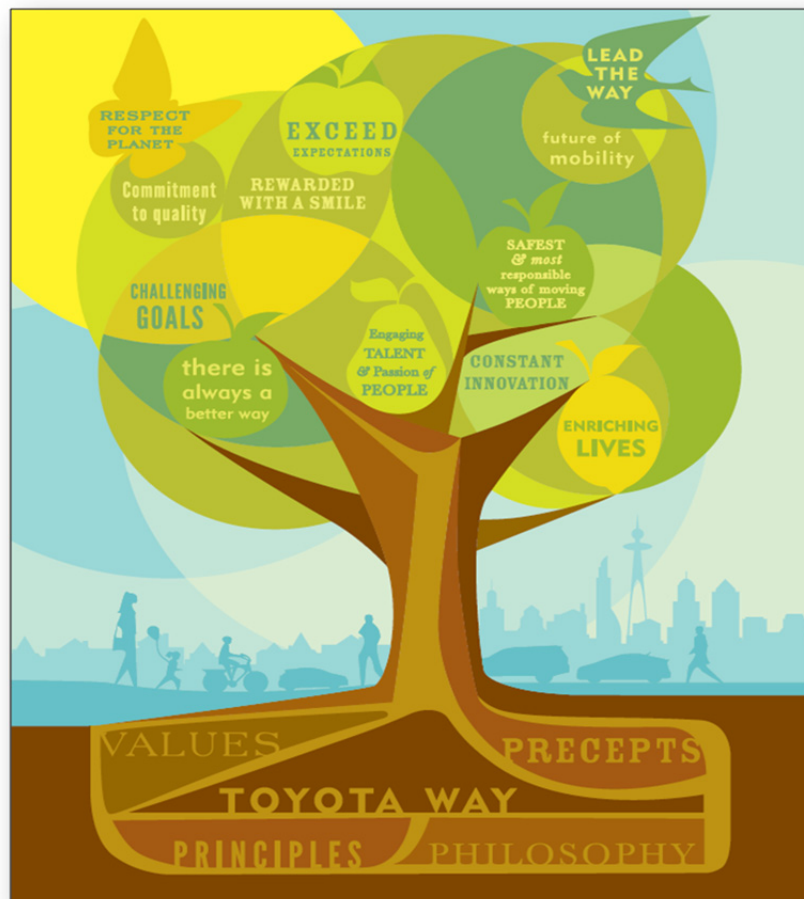 RESPECT
FOR THE
PLANET
Commitment
to quality
EXCEED
EXPECTATIONS
REWARDED
WITH A SMILE
LEAD
THE
WAY
future of
mobility
SAFEST
& most
responsible
ways of moving
PEOPLE
CHALLENGING
GOALS
there is
always a
better way
Engaging
TALENT
& Passion of
PEOPLE
CONSTANT
INNOVATION
ENRICHING
LIVES
VALUES
PRECEPTS
TOYOTA WAY
PRINCIPLES
PHILOSOPHY